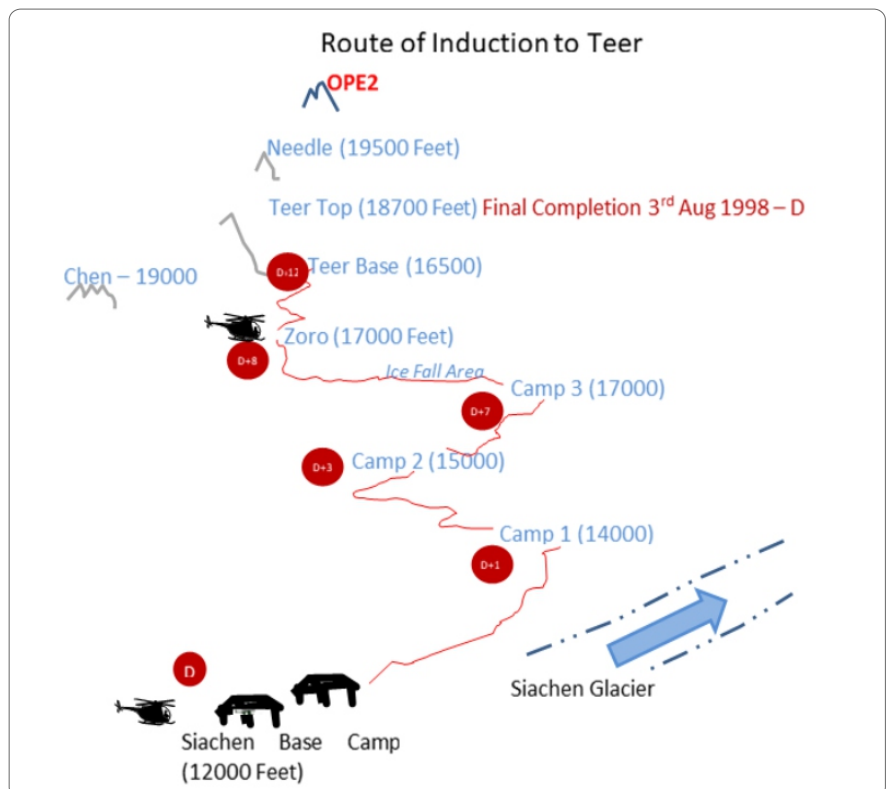 Route of Induction to Teer
OPE2
Needle (19500 Feet)
Teer Top (18700 Feet) Final Completion 3rd Aug 1998 – D
D+12 Teer Base (16500)
Chen – 19000
Zoro (17000 Feet)
D+8
Ice Fall Area
Camp 3 (17000)
D+7
D+3 Camp 2 (15000)
Camp 1 (14000)
D+1
D
Siachen Glacier
Siachen Base Camp
(12000 Feet)